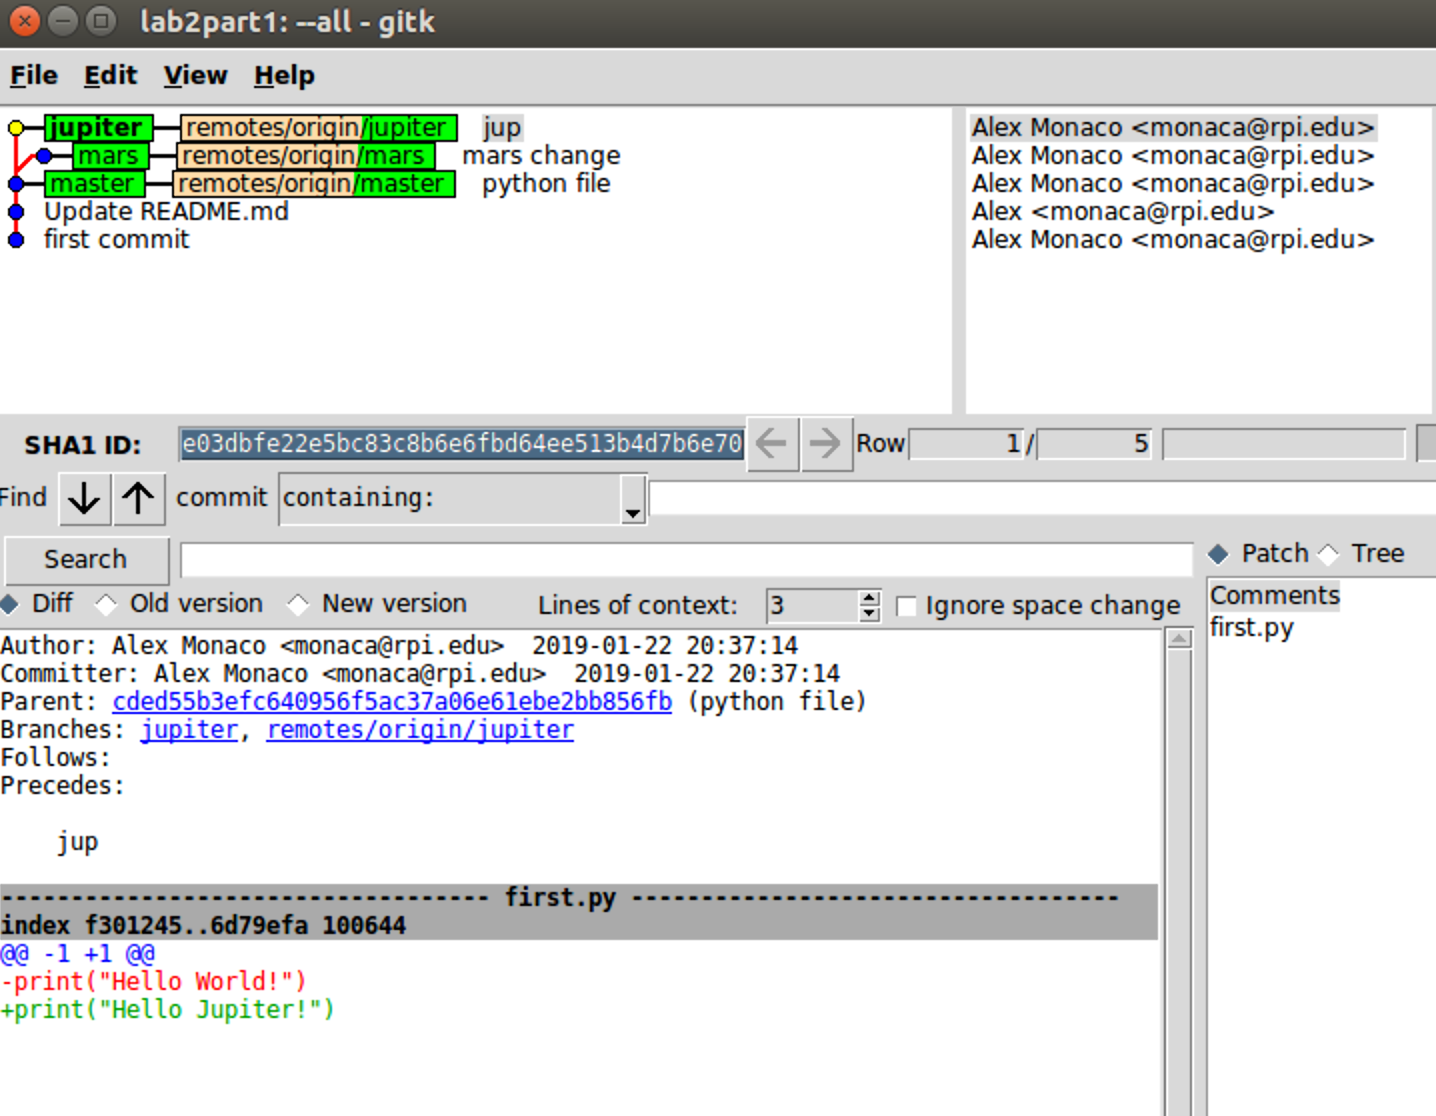 lab2part1: --all - gitk
File Edit View Help
jupiter remotes/origin/jupiter jup Alex Monaco <monaca@rpi.edu>
mars remotes/origin/mars mars change Alex Monaco <monaca@rpi.edu>
master remotes/origin/master python file Alex Monaco <monaca@rpi.edu>
Update README.md Alex <monaca@rpi.edu>
first commit Alex Monaco <monaca@rpi.edu>
SHA1 ID: e03dbfe22e5bc83c8b6e6fbd64ee513b4d7b6e70 Row 1 / 5
Find commit containing:
Search
Patch Tree
Diff Old version New version Lines of context: 3 Ignore space change
Comments
first.py
Author: Alex Monaco <monaca@rpi.edu>  2019-01-22 20:37:14
Committer: Alex Monaco <monaca@rpi.edu>  2019-01-22 20:37:14
Parent: cded55b3efc640956f5ac37a06e61ebe2bb856fb (python file)
Branches: jupiter, remotes/origin/jupiter
Follows:
Precedes:
jup
----------------------------------- first.py -----------------------------------
index f301245..6d79efa 100644
@@ -1 +1 @@
-print("Hello World!")
+print("Hello Jupiter!")